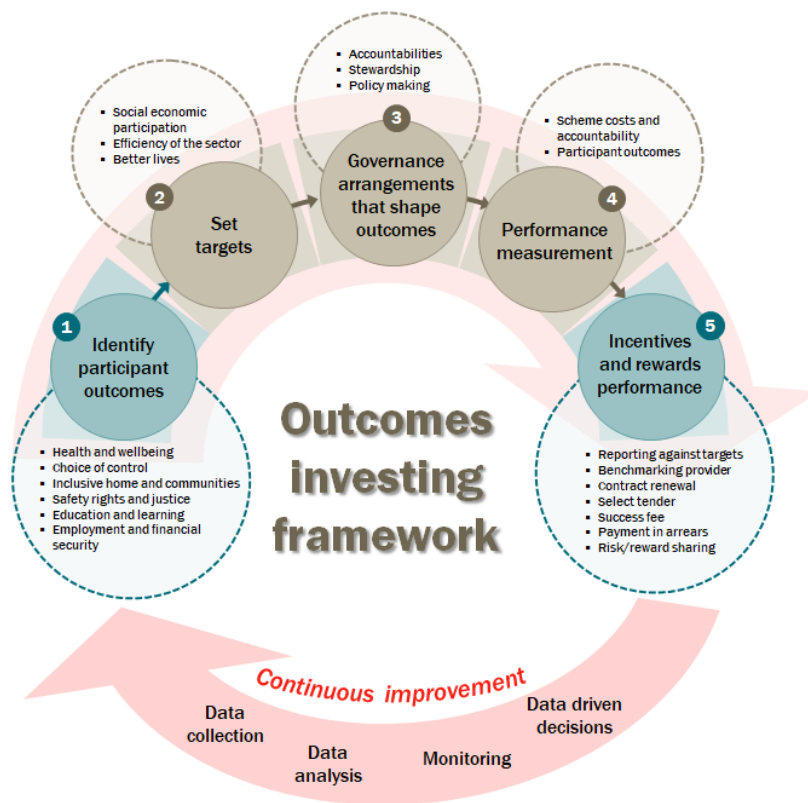 ▪ Accountabilities
▪ Stewardship
▪ Policy making
3
Governance
arrangements
that shape
outcomes
▪ Social economic
participation
▪ Efficiency of the sector
▪ Better lives
2
Set
targets
▪ Scheme costs and
accountability
▪ Participant outcomes
4
Performance
measurement
1
Identify
participant
outcomes
▪ Health and wellbeing
▪ Choice of control
▪ Inclusive home and communities
▪ Safety rights and justice
▪ Education and learning
▪ Employment and financial
security
5
Incentives
and rewards
performance
▪ Reporting against targets
▪ Benchmarking provider
▪ Contract renewal
▪ Select tender
▪ Success fee
▪ Payment in arrears
▪ Risk/reward sharing
Outcomes
investing
framework
Continuous improvement
Data
collection
Data
analysis
Monitoring
Data driven
decisions